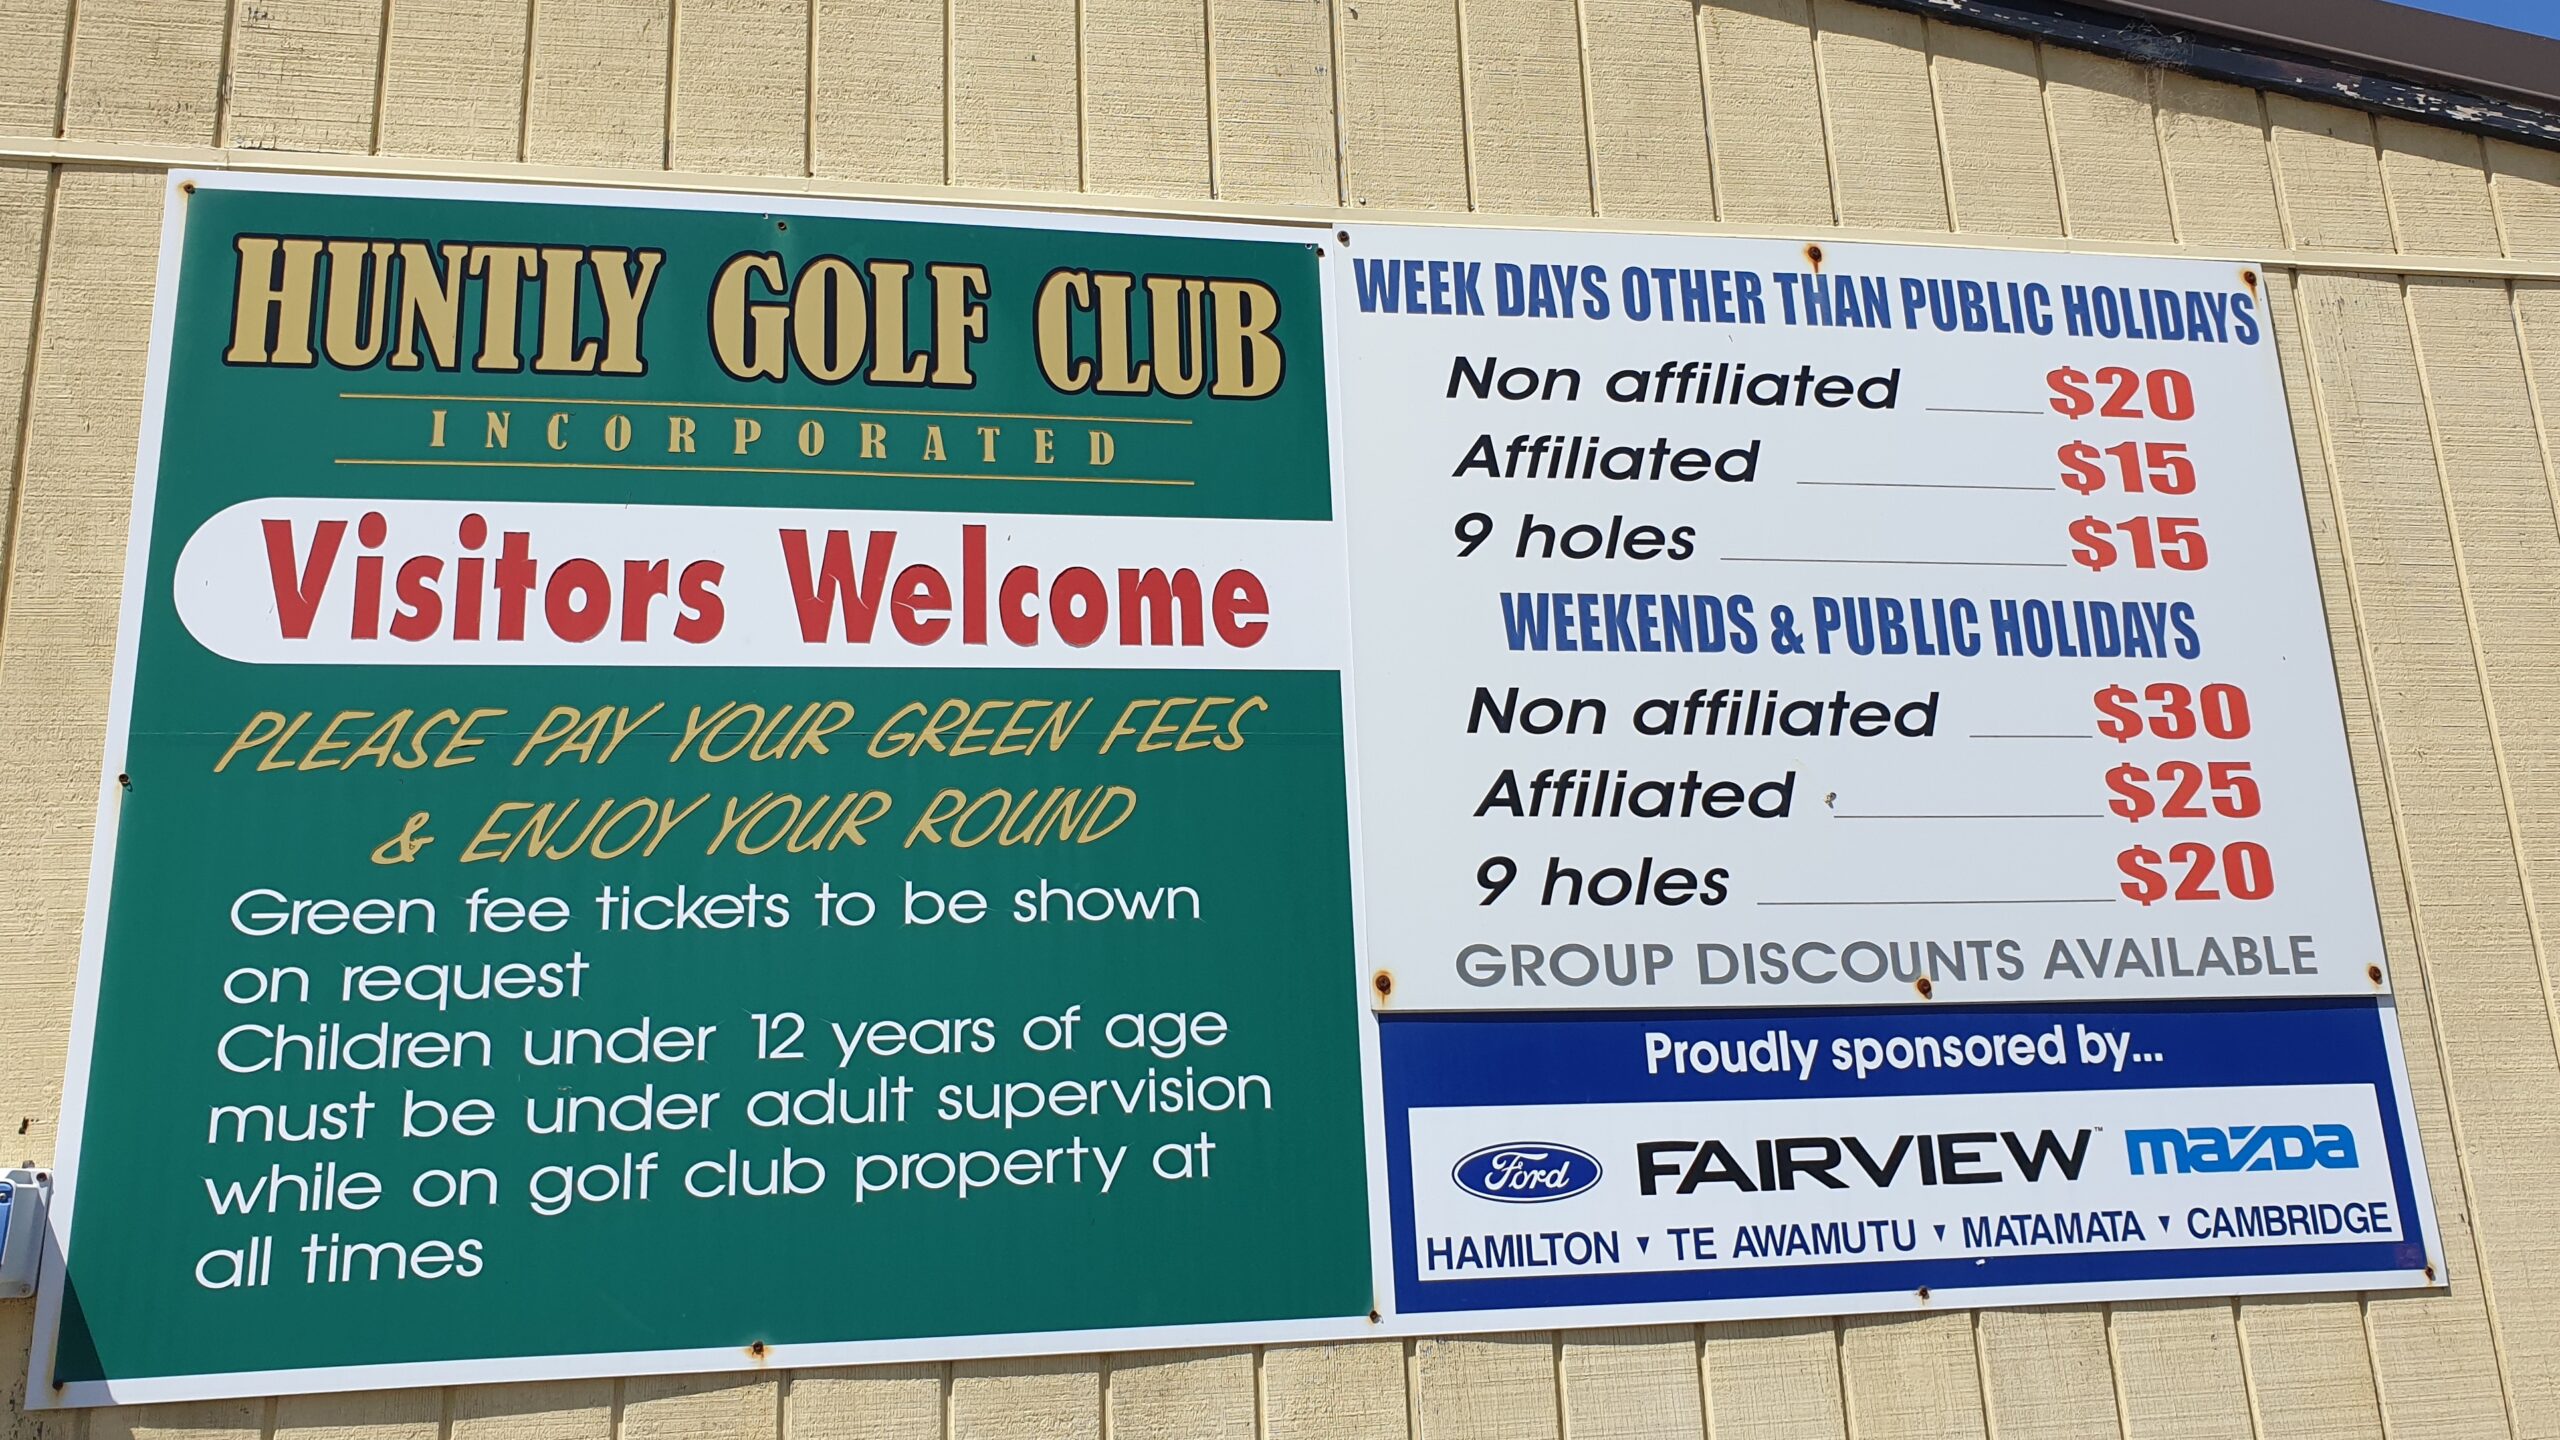 HUNTLY GOLF CLUB
INCORPORATED
Visitors Welcome
PLEASE PAY YOUR GREEN FEES
& ENJOY YOUR ROUND
Green fee tickets to be shown
on request
Children under 12 years of age
must be under adult supervision
while on golf club property at
all times
WEEK DAYS OTHER THAN PUBLIC HOLIDAYS
Non affiliated $20
Affiliated $15
9 holes $15
WEEKENDS & PUBLIC HOLIDAYS
Non affiliated $30
Affiliated $25
9 holes $20
GROUP DISCOUNTS AVAILABLE
Proudly sponsored by...
Ford FAIRVIEW™ mazda
HAMILTON ▾ TE AWAMUTU ▾ MATAMATA ▾ CAMBRIDGE